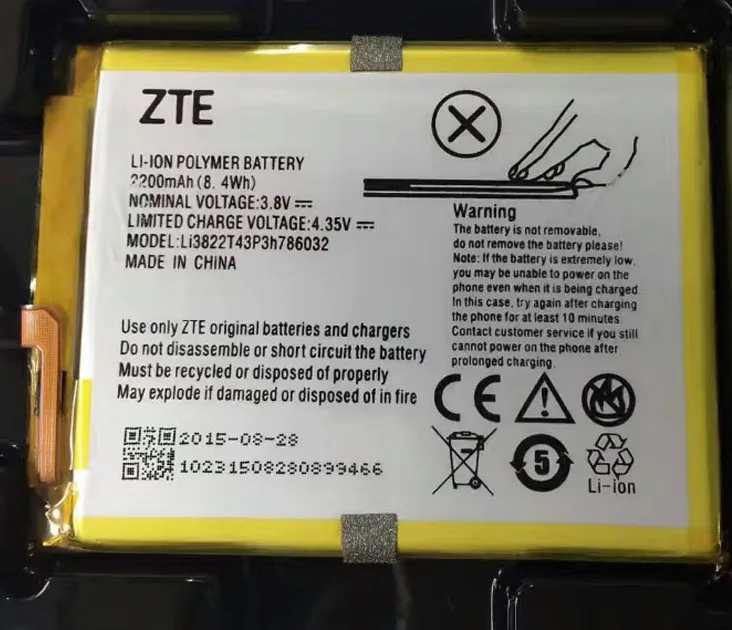 ZTE
LI-ION POLYMER BATTERY
2200mAh (8. 4Wh)
NOMINAL VOLTAGE:3.8V
LIMITED CHARGE VOLTAGE:4.35V
MODEL:Li3822T43P3h786032
MADE IN CHINA
Use only ZTE original batteries and chargers
Do not disassemble or short circuit the battery
Must be recycled or disposed of properly
May explode if damaged or disposed of in fire
2015-08-28
10231508280899466
Warning
The battery is not removable,
do not remove the battery please!
Note: If the battery is extremely low,
you may be unable to power on the
phone even when it is being charged.
In this case, try again after charging
the phone for at least 10 minutes.
Contact customer service if you still
cannot power on the phone after
prolonged charging.
CE
5
Li-ion